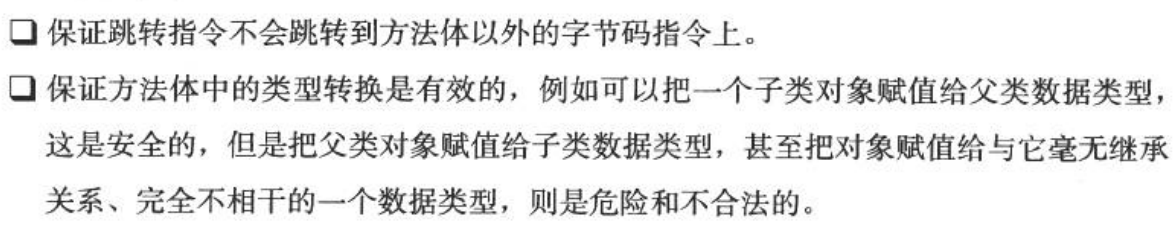 ❑ 保证跳转指令不会跳转到方法体以外的字节码指令上。
❑ 保证方法体中的类型转换是有效的，例如可以把一个子类对象赋值给父类数据类型，
这是安全的，但是把父类对象赋值给子类数据类型，甚至把对象赋值给与它毫无继承
关系、完全不相干的一个数据类型，则是危险和不合法的。